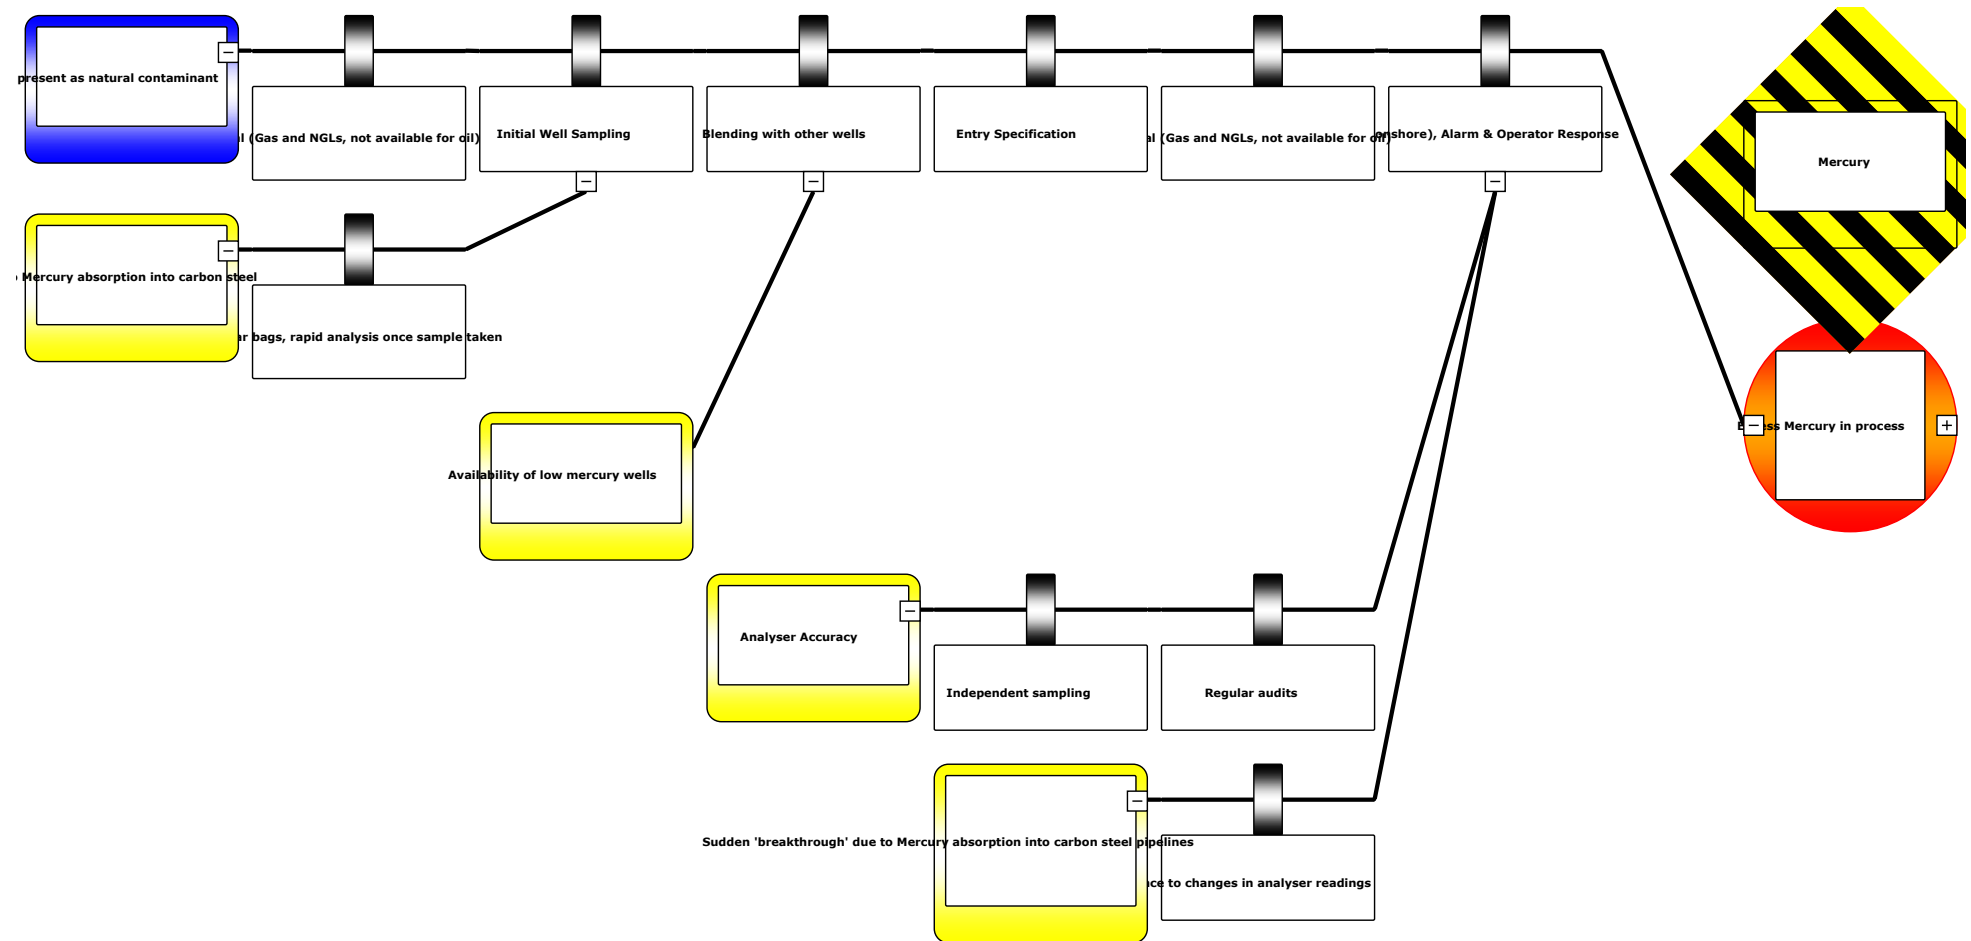 present as natural contaminant
(Gas and NGLs, not available for oil)
Initial Well Sampling
Blending with other wells
Entry Specification
(Gas and NGLs, not available for oil)
onshore), Alarm & Operator Response
Mercury
Mercury absorption into carbon steel
bags, rapid analysis once sample taken
Mercury in process
Availability of low mercury wells
Analyser Accuracy
Independent sampling
Regular audits
Sudden 'breakthrough' due to Mercury absorption into carbon steel pipelines
to changes in analyser readings